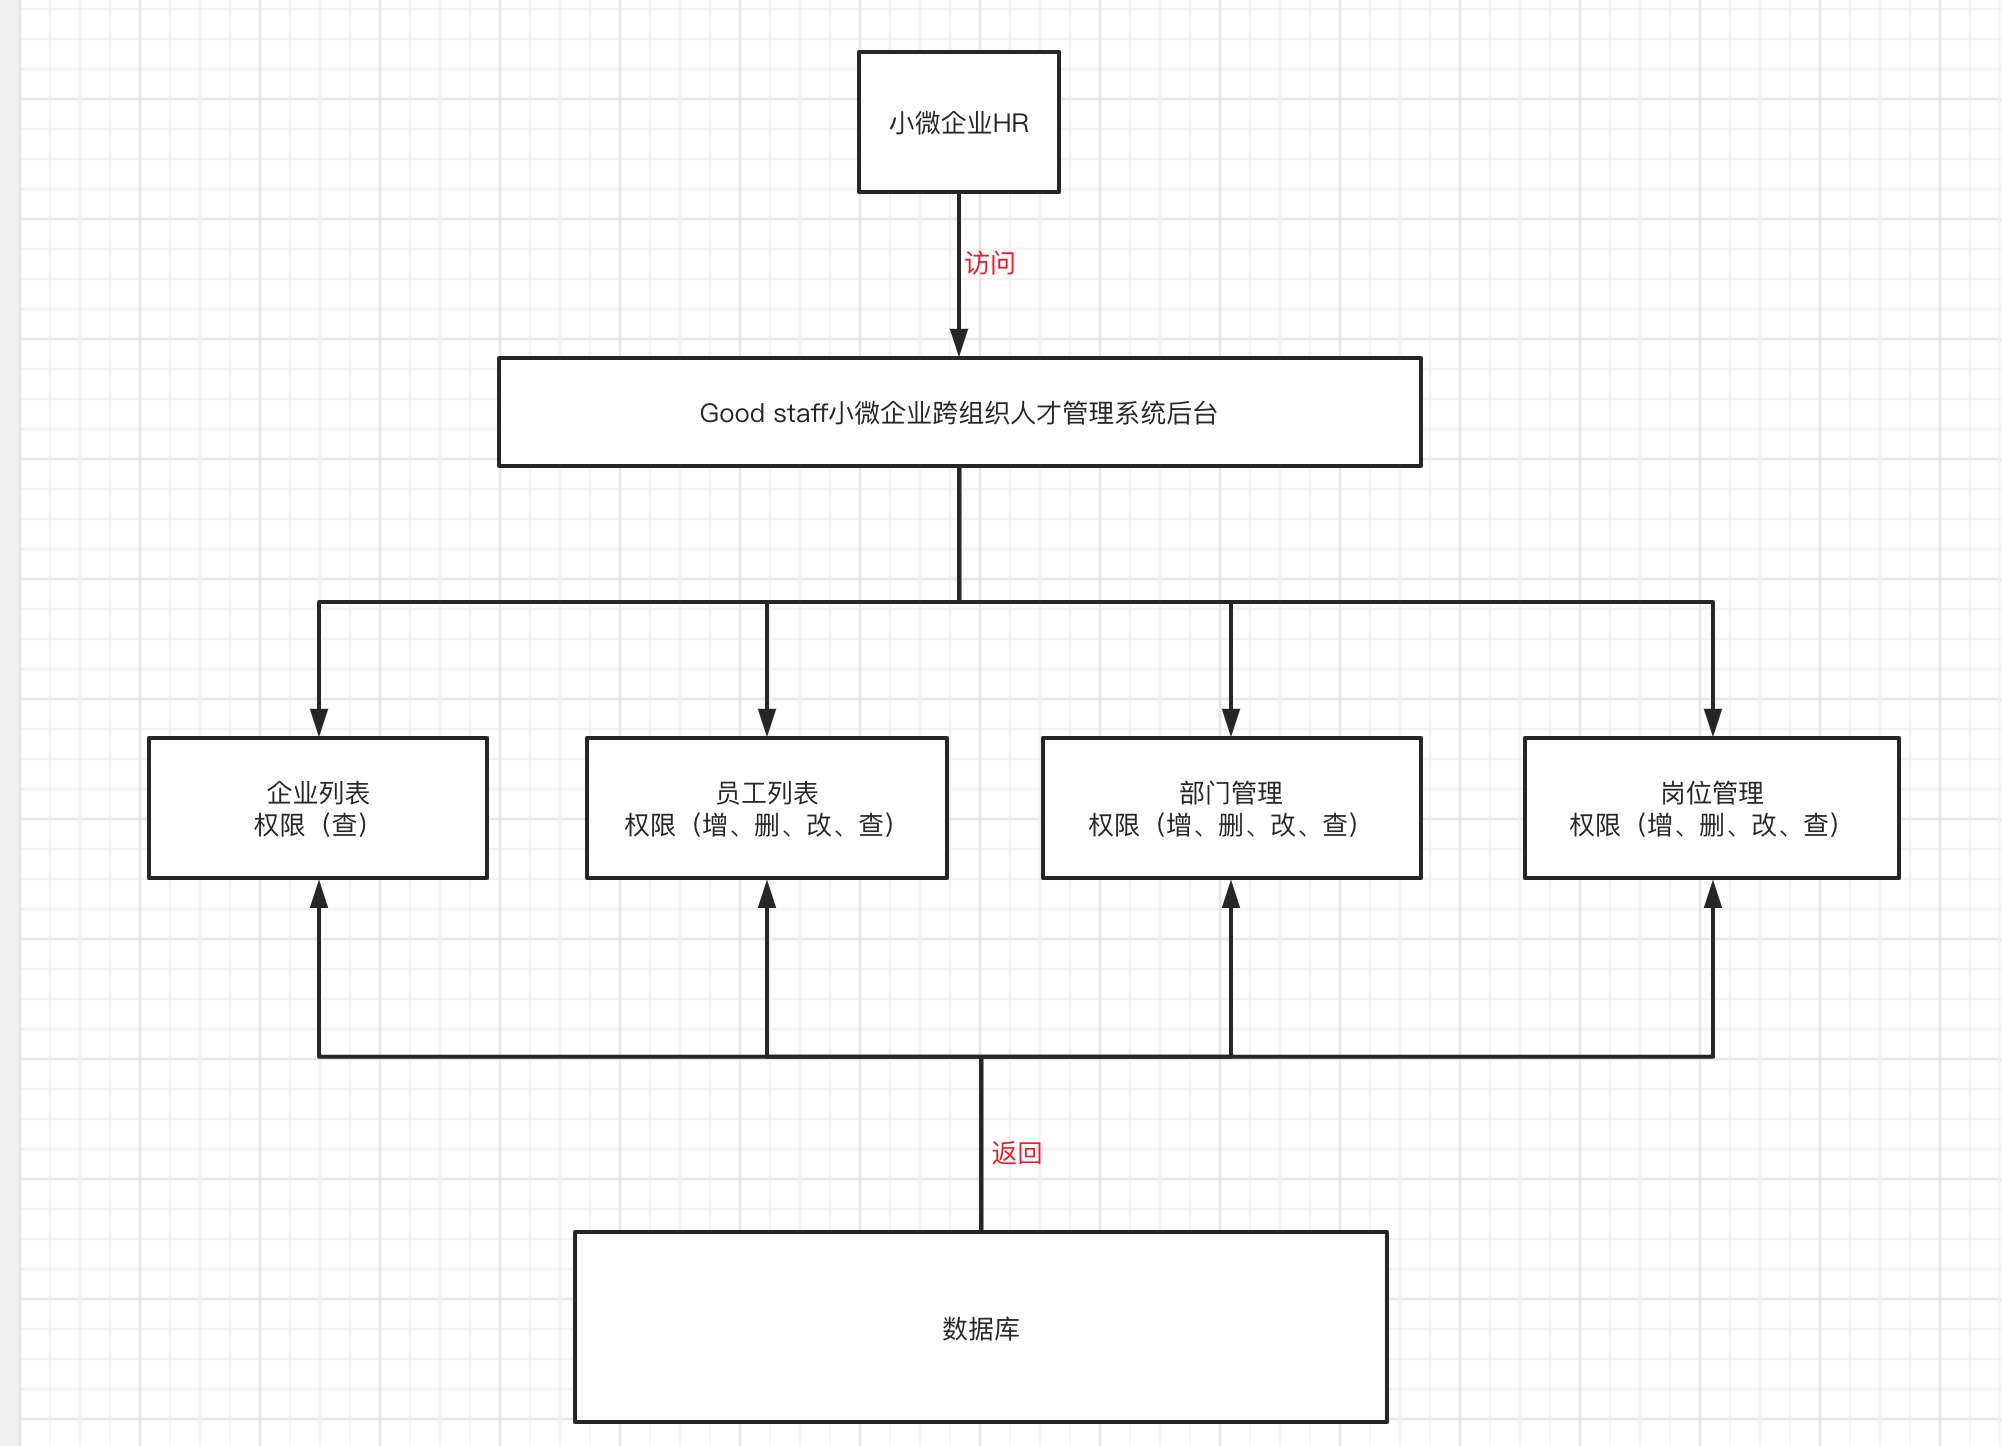 小微企业HR
访问
Good staff小微企业跨组织人才管理系统后台
企业列表
权限（查）
员工列表
权限（增、删、改、查）
部门管理
权限（增、删、改、查）
岗位管理
权限（增、删、改、查）
返回
数据库